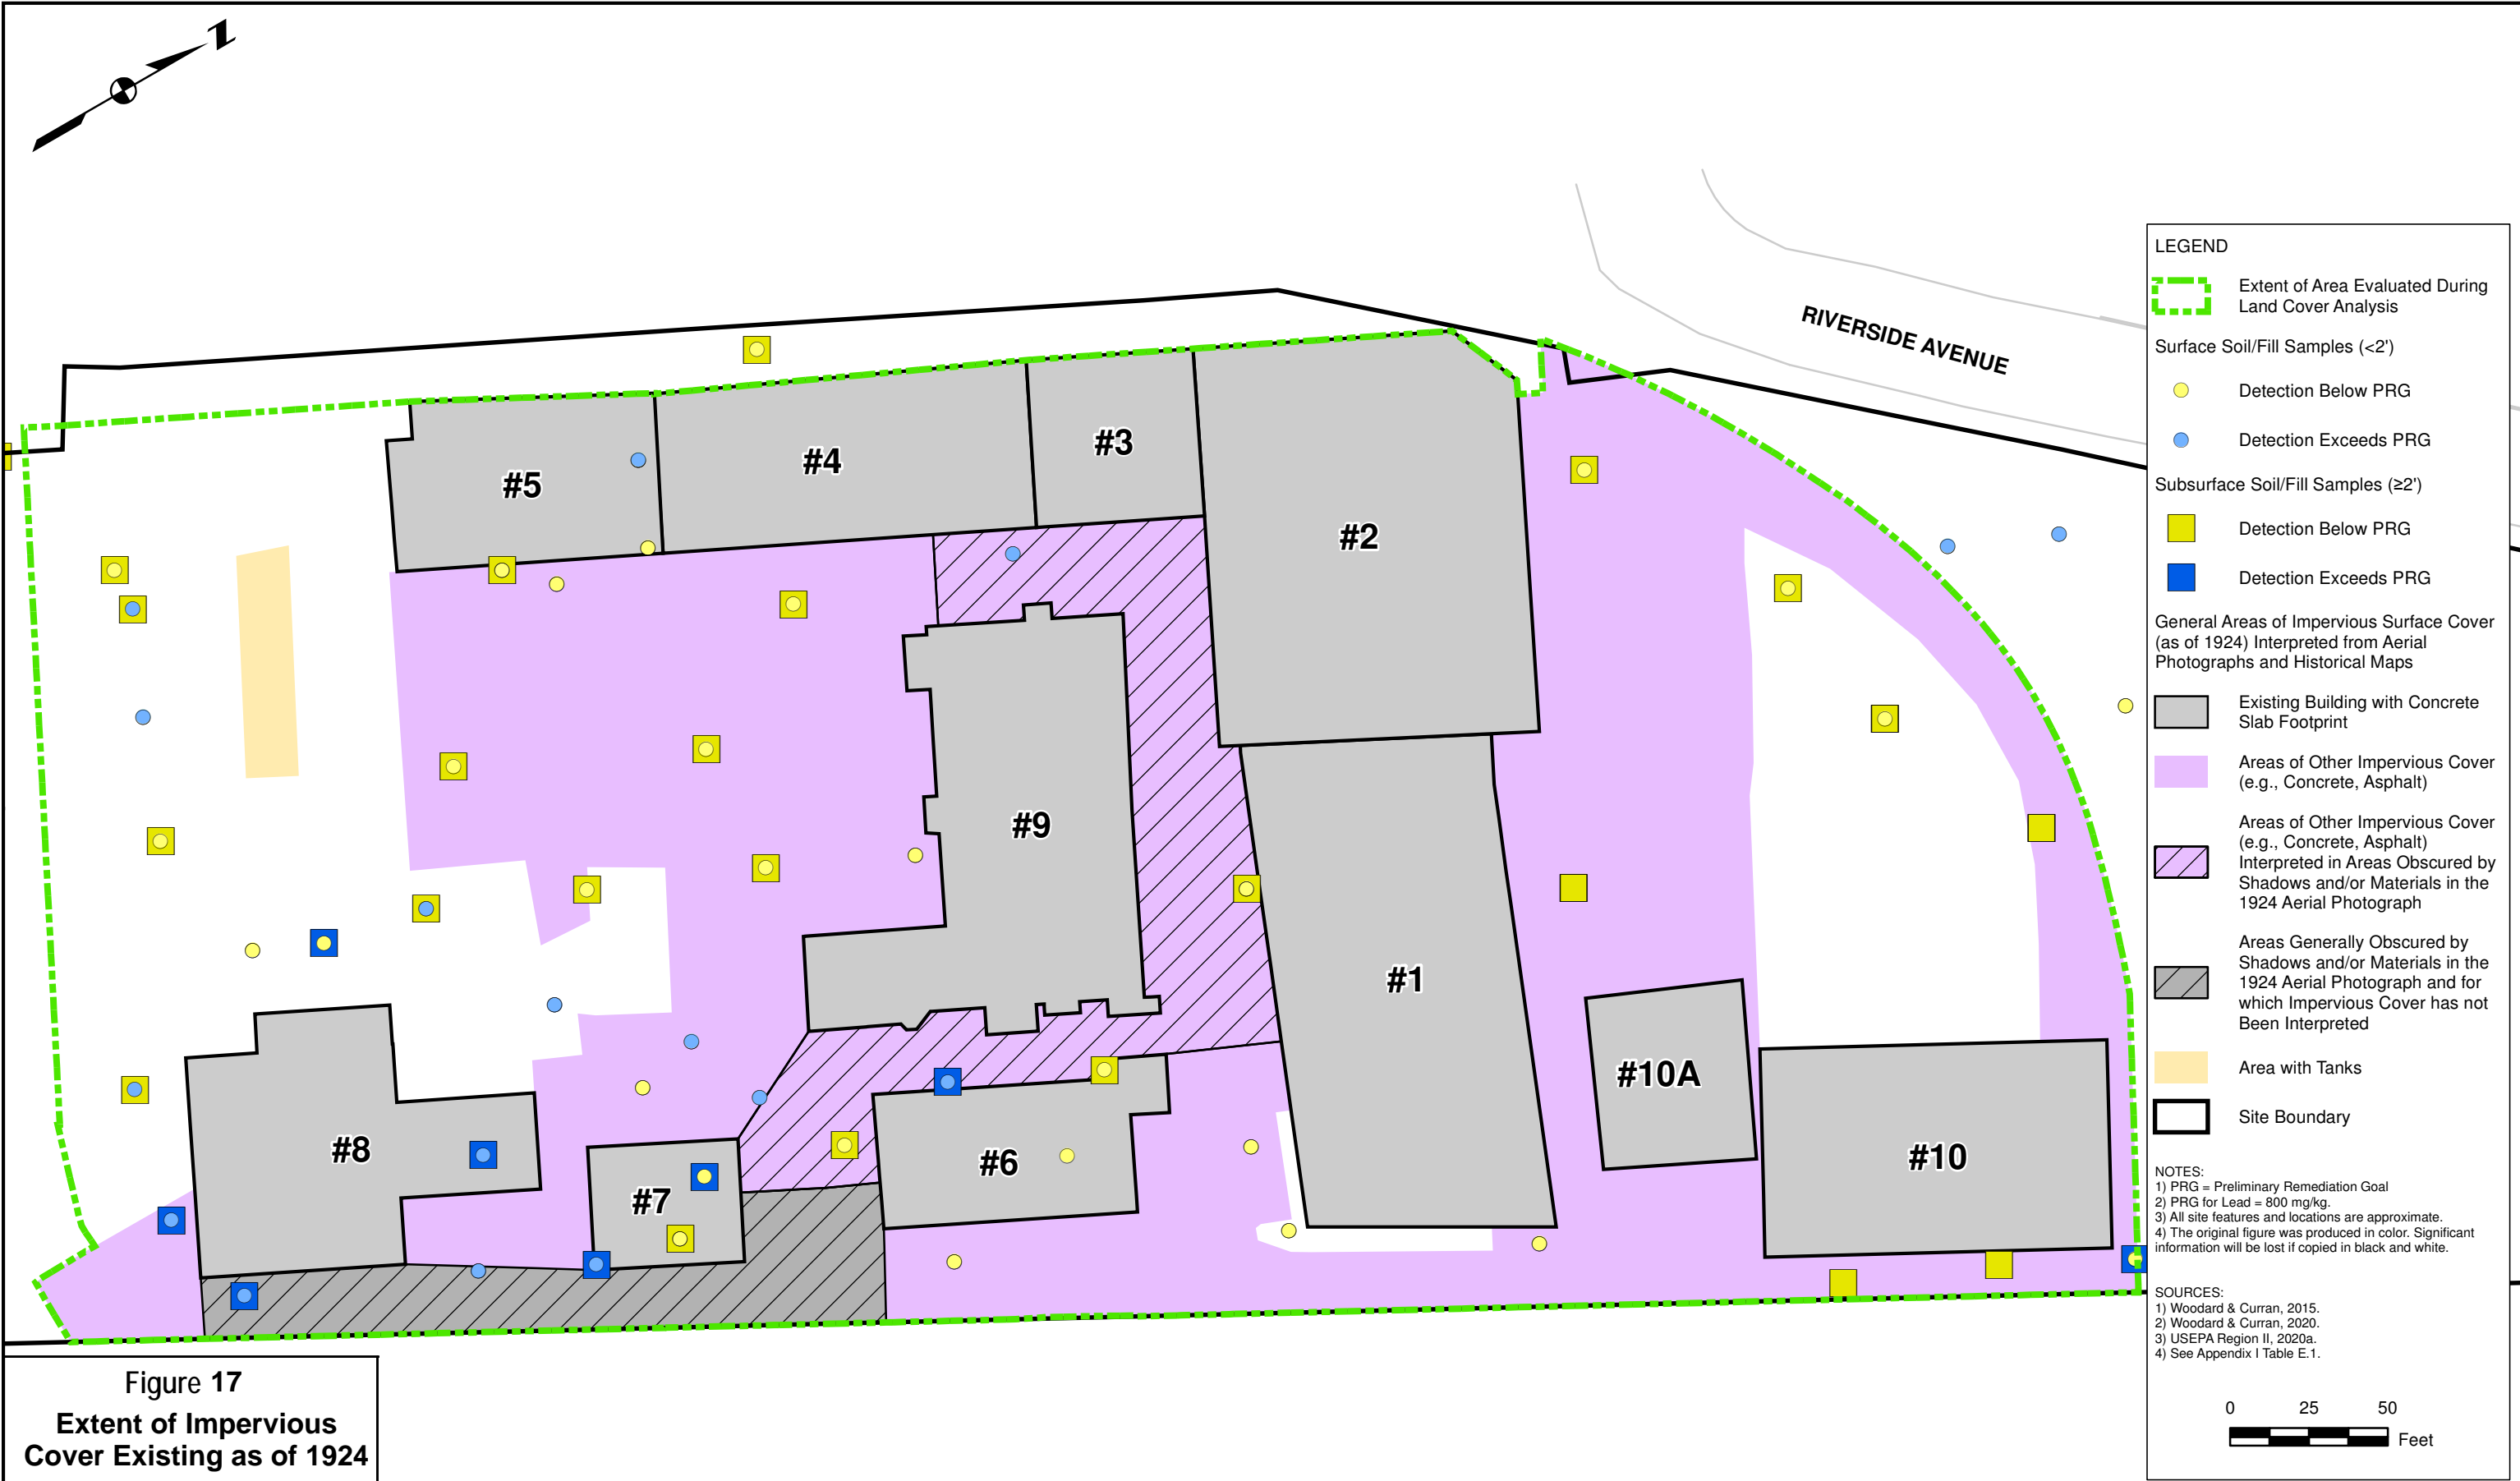 Z
RIVERSIDE AVENUE
#5
#4
#3
#2
#9
#1
#10A
#10
#8
#7
#6
LEGEND
Extent of Area Evaluated During
Land Cover Analysis
Surface Soil/Fill Samples (<2')
Detection Below PRG
Detection Exceeds PRG
Subsurface Soil/Fill Samples (≥2')
Detection Below PRG
Detection Exceeds PRG
General Areas of Impervious Surface Cover
(as of 1924) Interpreted from Aerial
Photographs and Historical Maps
Existing Building with Concrete
Slab Footprint
Areas of Other Impervious Cover
(e.g., Concrete, Asphalt)
Areas of Other Impervious Cover
(e.g., Concrete, Asphalt)
Interpreted in Areas Obscured by
Shadows and/or Materials in the
1924 Aerial Photograph
Areas Generally Obscured by
Shadows and/or Materials in the
1924 Aerial Photograph and for
which Impervious Cover has not
Been Interpreted
Area with Tanks
Site Boundary
NOTES:
1) PRG = Preliminary Remediation Goal
2) PRG for Lead = 800 mg/kg.
3) All site features and locations are approximate.
4) The original figure was produced in color. Significant
information will be lost if copied in black and white.
SOURCES:
1) Woodard & Curran, 2015.
2) Woodard & Curran, 2020.
3) USEPA Region II, 2020a.
4) See Appendix I Table E.1.
0 25 50
Feet
Figure 17
Extent of Impervious
Cover Existing as of 1924